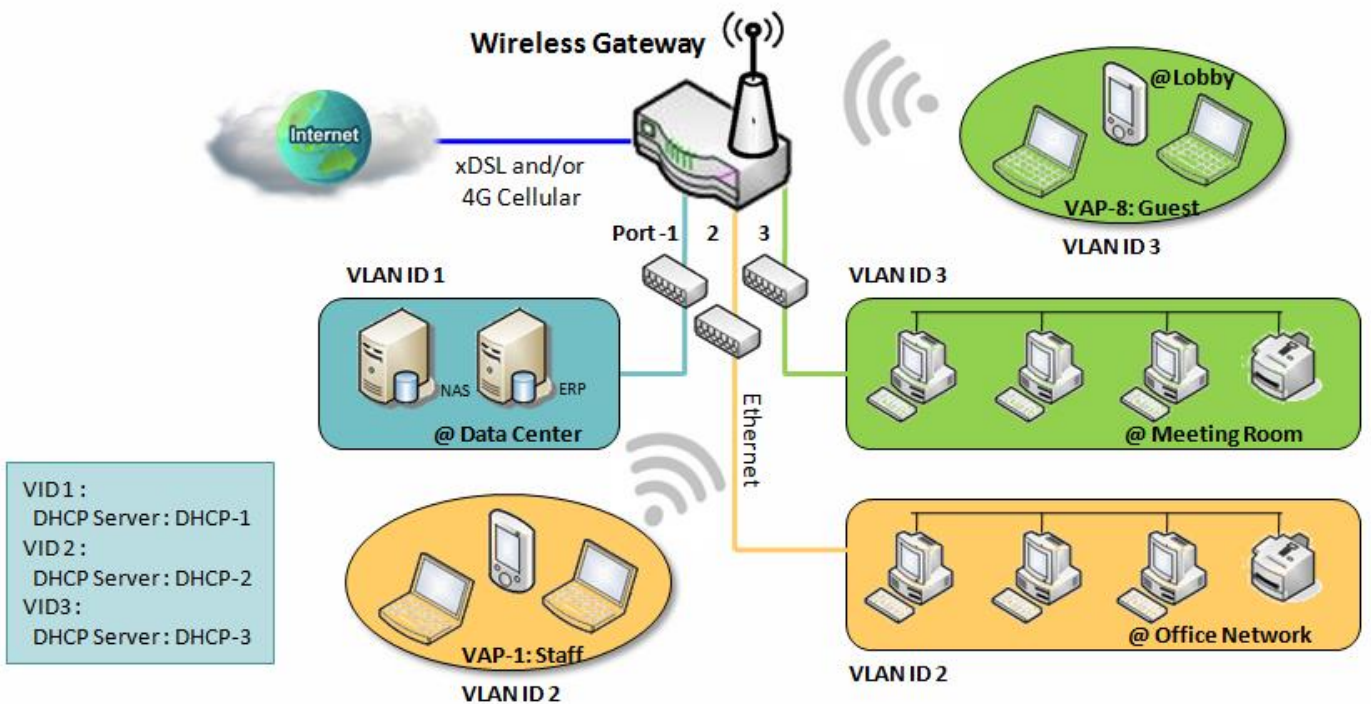 Wireless Gateway
Internet
xDSL and/or
4G Cellular
@Lobby
VAP-8: Guest
VLAN ID 3
Port -1 2 3
VLAN ID 1
NAS
ERP
@ Data Center
VLAN ID 3
@ Meeting Room
Ethernet
VID1 :
DHCP Server : DHCP-1
VID 2 :
DHCP Server : DHCP-2
VID3 :
DHCP Server : DHCP-3
VAP-1: Staff
VLAN ID 2
@ Office Network
VLAN ID 2